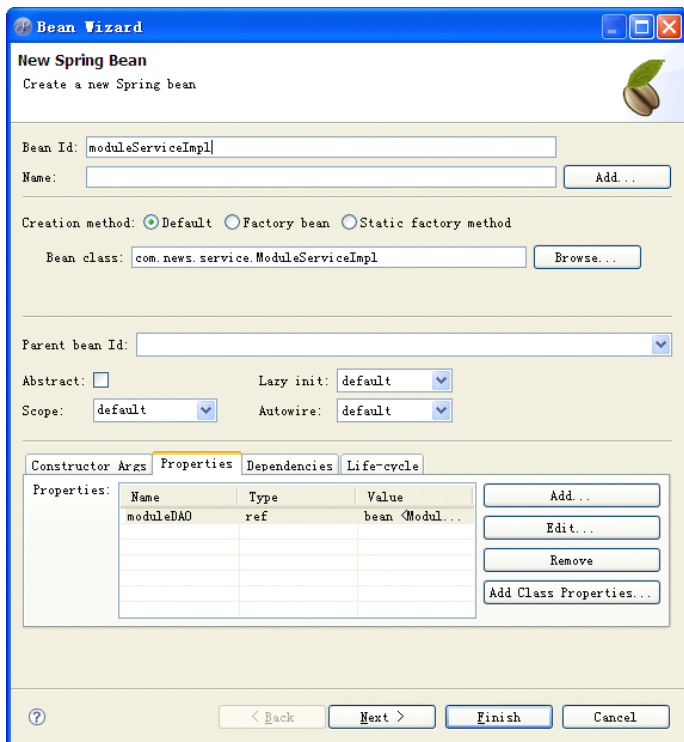 Bean Wizard
New Spring Bean
Create a new Spring bean
Bean Id: moduleServiceImpl
Name: Add...
Creation method: Default Factory bean Static factory method
Bean class: com.news.service.ModuleServiceImpl Browse...
Parent bean Id:
Abstract: Lazy init: default
Scope: default Autowire: default
Constructor Args Properties Dependencies Life-cycle
Properties: Name Type Value Add...
moduleDAO ref bean <Modul...
Edit...
Remove
Add Class Properties...
? < Back Next > Finish Cancel